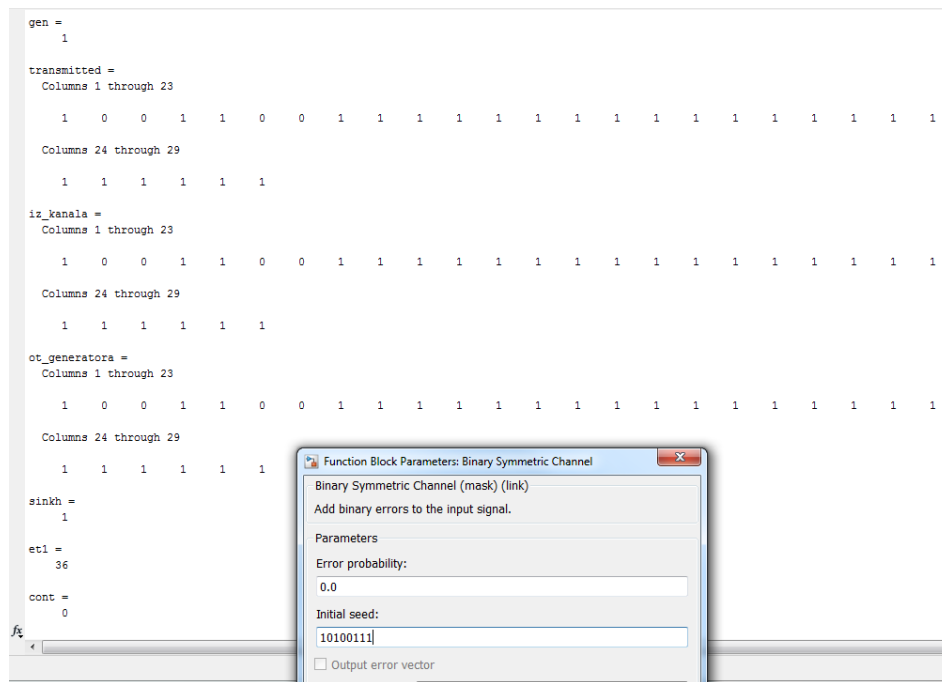 gen =
1
transmitted =
Columns 1 through 23
1 0 0 1 1 0 0 1 1 1 1 1 1 1 1 1 1 1 1 1 1 1 1
Columns 24 through 29
1 1 1 1 1 1
iz_kanala =
Columns 1 through 23
1 0 0 1 1 0 0 1 1 1 1 1 1 1 1 1 1 1 1 1 1 1 1
Columns 24 through 29
1 1 1 1 1 1
ot_generatora =
Columns 1 through 23
1 0 0 1 1 0 0 1 1 1 1 1 1 1 1 1 1 1 1 1 1 1 1
Columns 24 through 29
1 1 1 1 1 1
sinkh =
1
et1 =
36
cont =
0
fx
Function Block Parameters: Binary Symmetric Channel
Binary Symmetric Channel (mask) (link)
Add binary errors to the input signal.
Parameters
Error probability:
0.0
Initial seed:
10100111
Output error vector